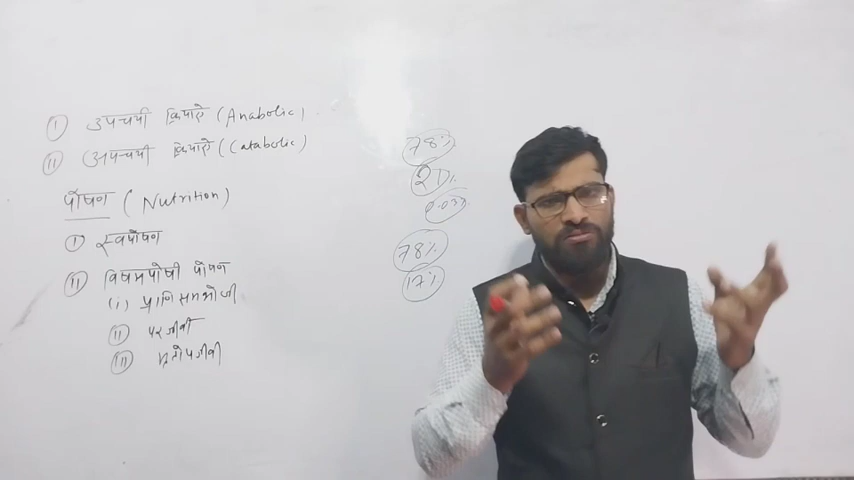 I उपचयी क्रियाऐ (Anabolic)
II अपचयी क्रियाऐ (Catabolic)
पोषण (Nutrition)
I स्वपोषण
II विषमपोषी पोषण
(i) प्राणिसमभोजी
II परजीवी
III मृतोपजीवी
78%
21%
0.03%
78%
17%